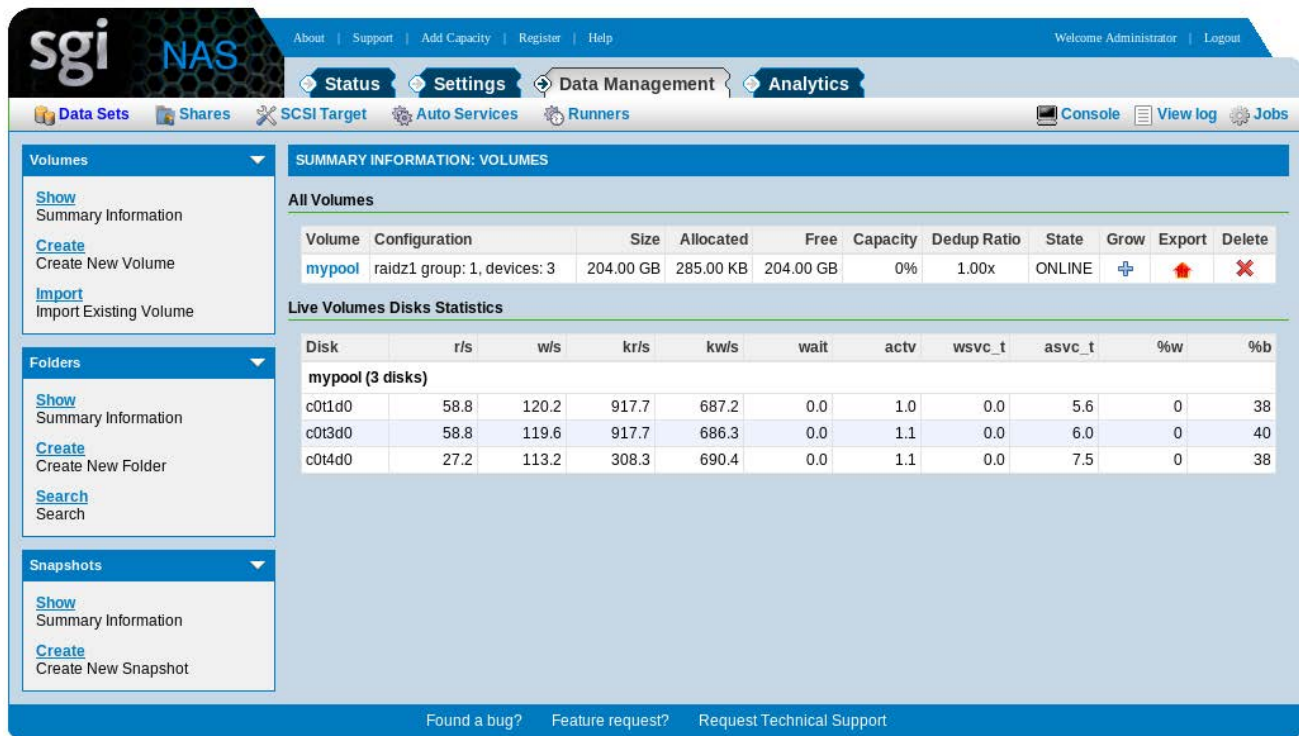 sgi NAS
About | Support | Add Capacity | Register | Help
Welcome Administrator | Logout
Status Settings Data Management Analytics
Data Sets Shares SCSI Target Auto Services Runners
Console View log Jobs
Volumes
Show
Summary Information
Create
Create New Volume
Import
Import Existing Volume
Folders
Show
Summary Information
Create
Create New Folder
Search
Search
Snapshots
Show
Summary Information
Create
Create New Snapshot
SUMMARY INFORMATION: VOLUMES
All Volumes
Volume Configuration Size Allocated Free Capacity Dedup Ratio State Grow Export Delete
mypool raidz1 group: 1, devices: 3 204.00 GB 285.00 KB 204.00 GB 0% 1.00x ONLINE
Live Volumes Disks Statistics
Disk r/s w/s kr/s kw/s wait actv wsvc_t asvc_t %w %b
mypool (3 disks)
c0t1d0 58.8 120.2 917.7 687.2 0.0 1.0 0.0 5.6 0 38
c0t3d0 58.8 119.6 917.7 686.3 0.0 1.1 0.0 6.0 0 40
c0t4d0 27.2 113.2 308.3 690.4 0.0 1.1 0.0 7.5 0 38
Found a bug? Feature request? Request Technical Support